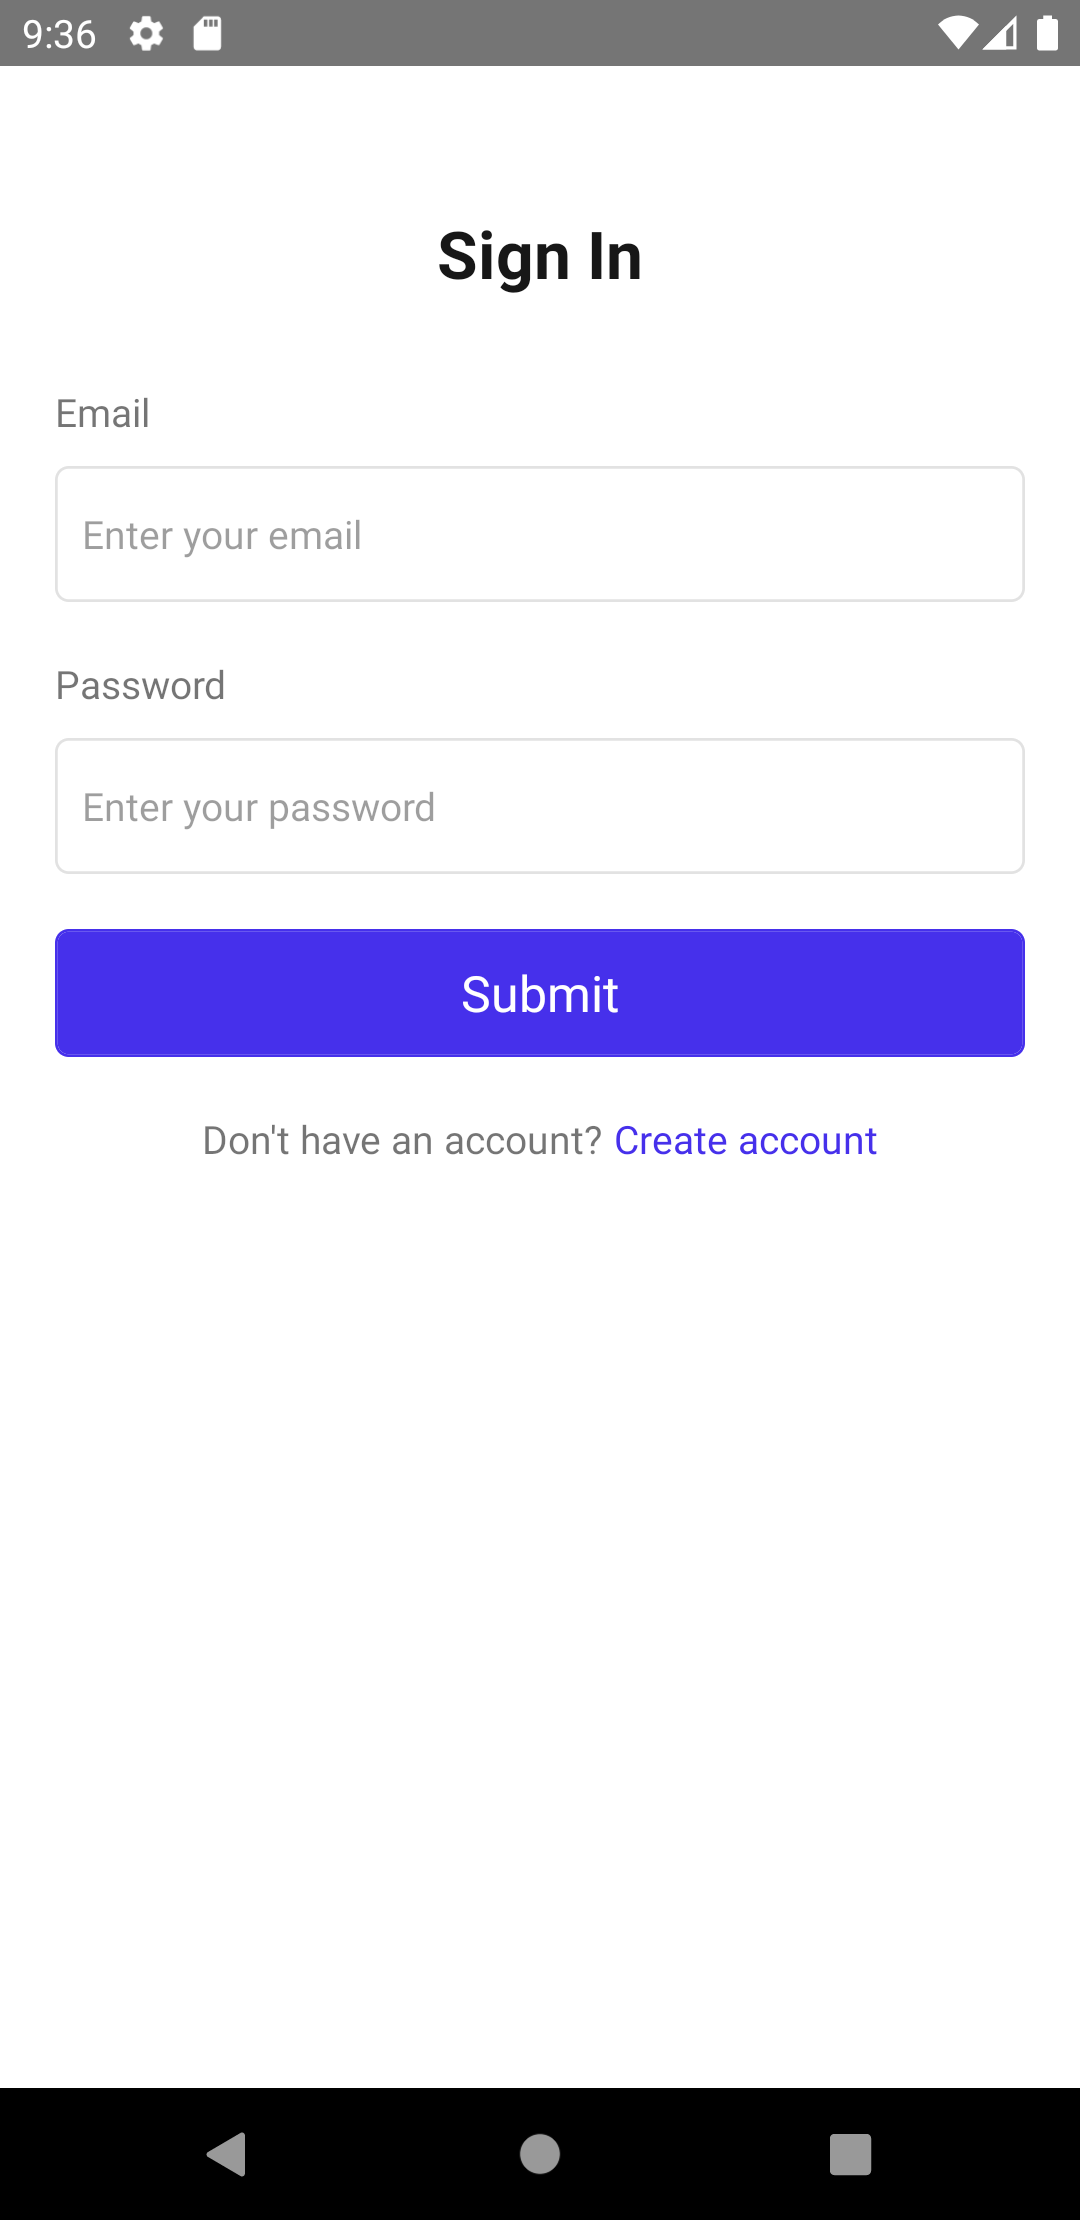 9:36
Sign In
Email
Enter your email
Password
Enter your password
Submit
Don't have an account? Create account